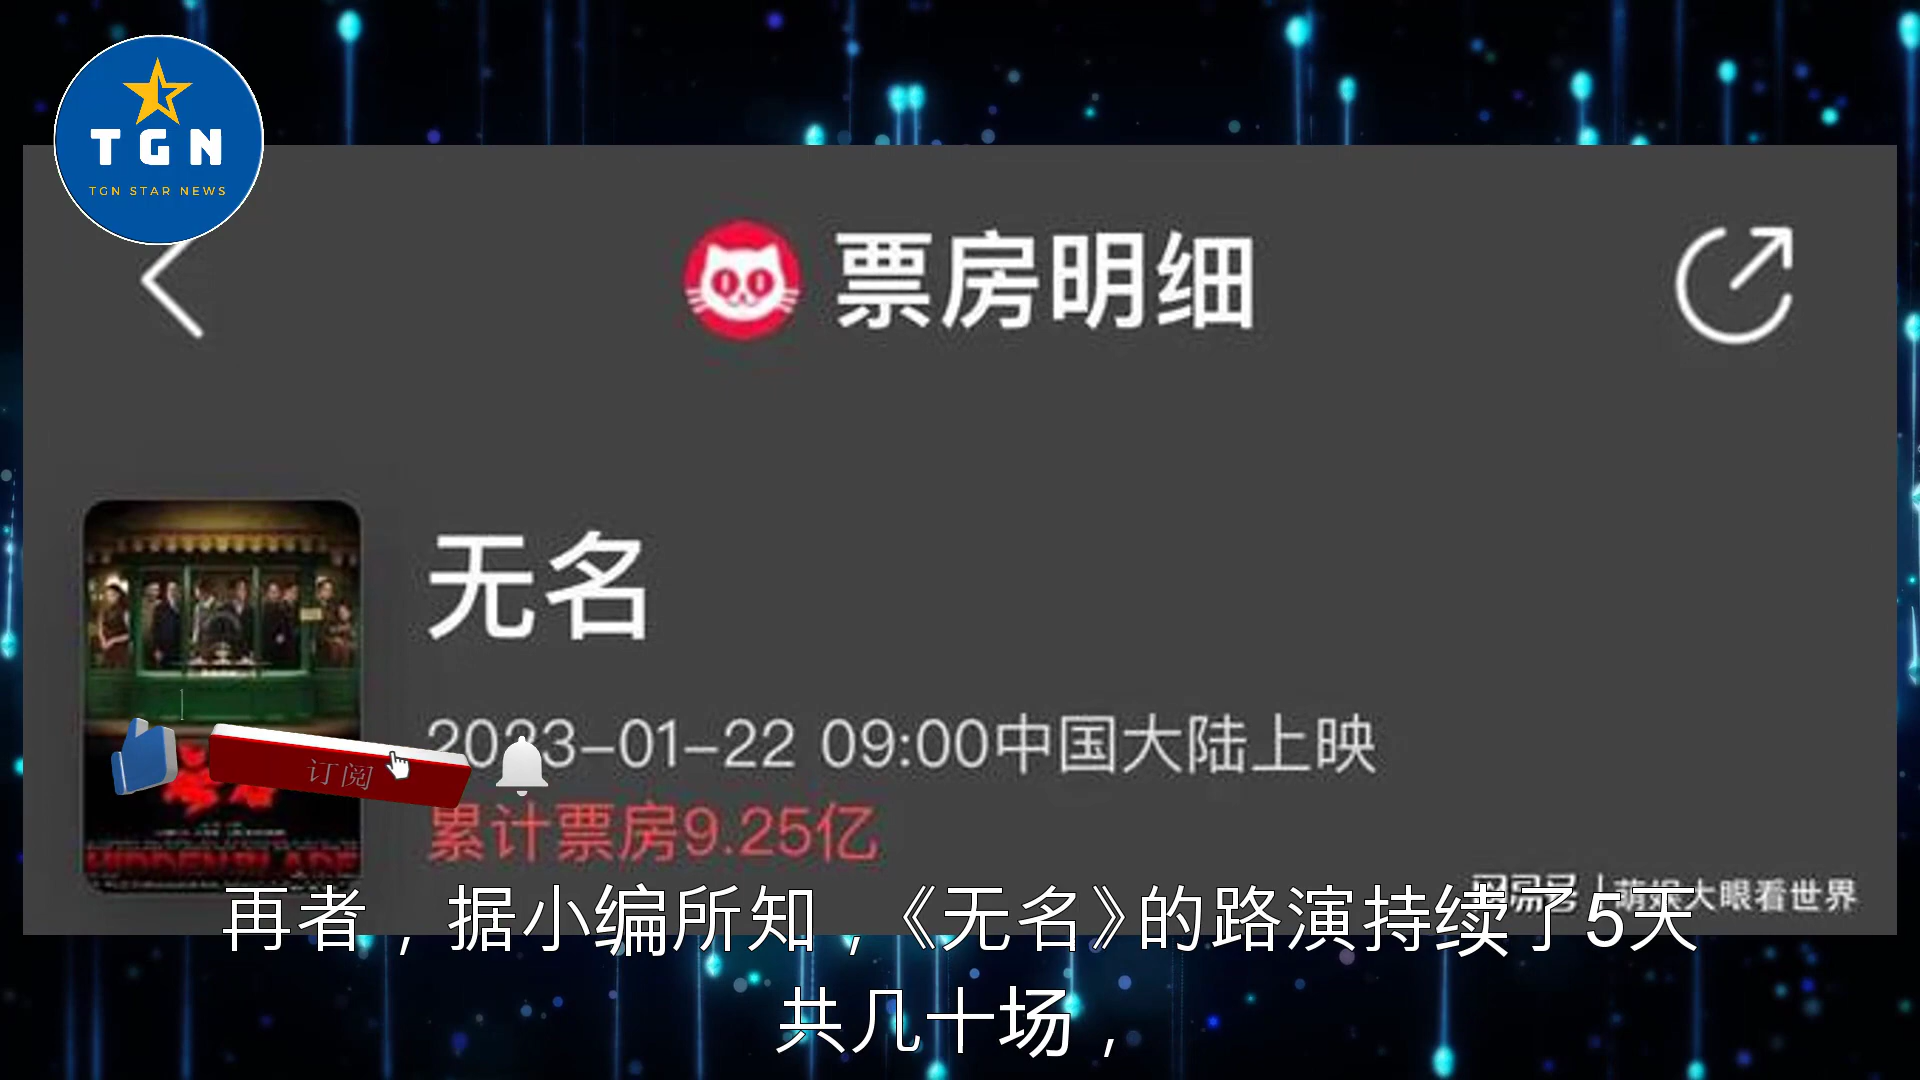 TGN
TGN STAR NEWS
票房明细
无名
2023-01-22 09:00中国大陆上映
订阅
累计票房9.25亿
HIDDEN BLADE
大眼看世界
再者，据小编所知，《无名》的路演持续了5天
共几十场，